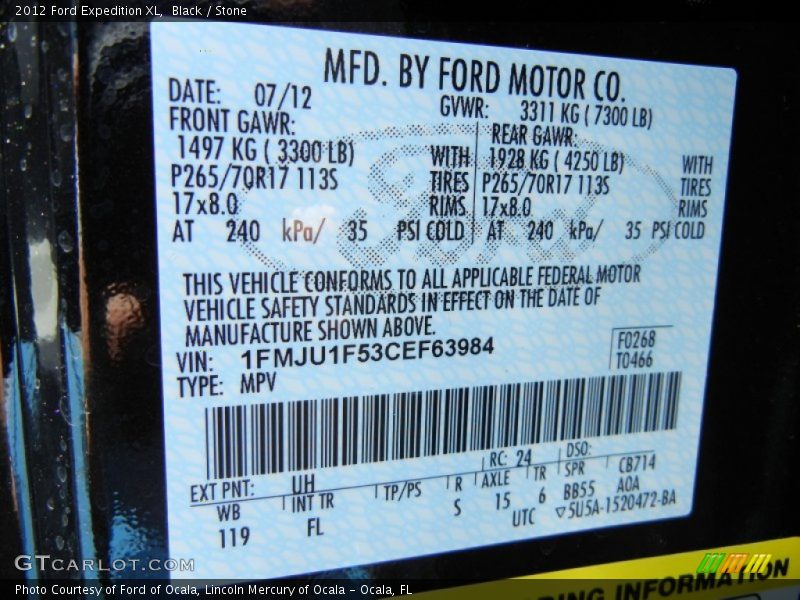 2012 Ford Expedition XL, Black / Stone
MFD. BY FORD MOTOR CO.
DATE: 07/12 GVWR: 3311 KG ( 7300 LB)
FRONT GAWR: REAR GAWR:
1497 KG ( 3300 LB) WITH 1928 KG ( 4250 LB) WITH
P265/70R17 113S TIRES P265/70R17 113S TIRES
17x8.0 RIMS 17x8.0 RIMS
AT 240 kPa/ 35 PSI COLD AT 240 kPa/ 35 PSI COLD
THIS VEHICLE CONFORMS TO ALL APPLICABLE FEDERAL MOTOR
VEHICLE SAFETY STANDARDS IN EFFECT ON THE DATE OF
MANUFACTURE SHOWN ABOVE.
VIN: 1FMJU1F53CEF63984 F0268
TYPE: MPV T0466
EXT PNT: UH RC: 24 DSO:
WB INT TR TP/PS R AXLE TR SPR CB714
119 FL S 15 6 BB55 A0A
UTC ▽5U5A-1520472-BA
INFORMATION
GTCarlot.com
Photo Courtesy of Ford of Ocala, Lincoln Mercury of Ocala – Ocala, FL